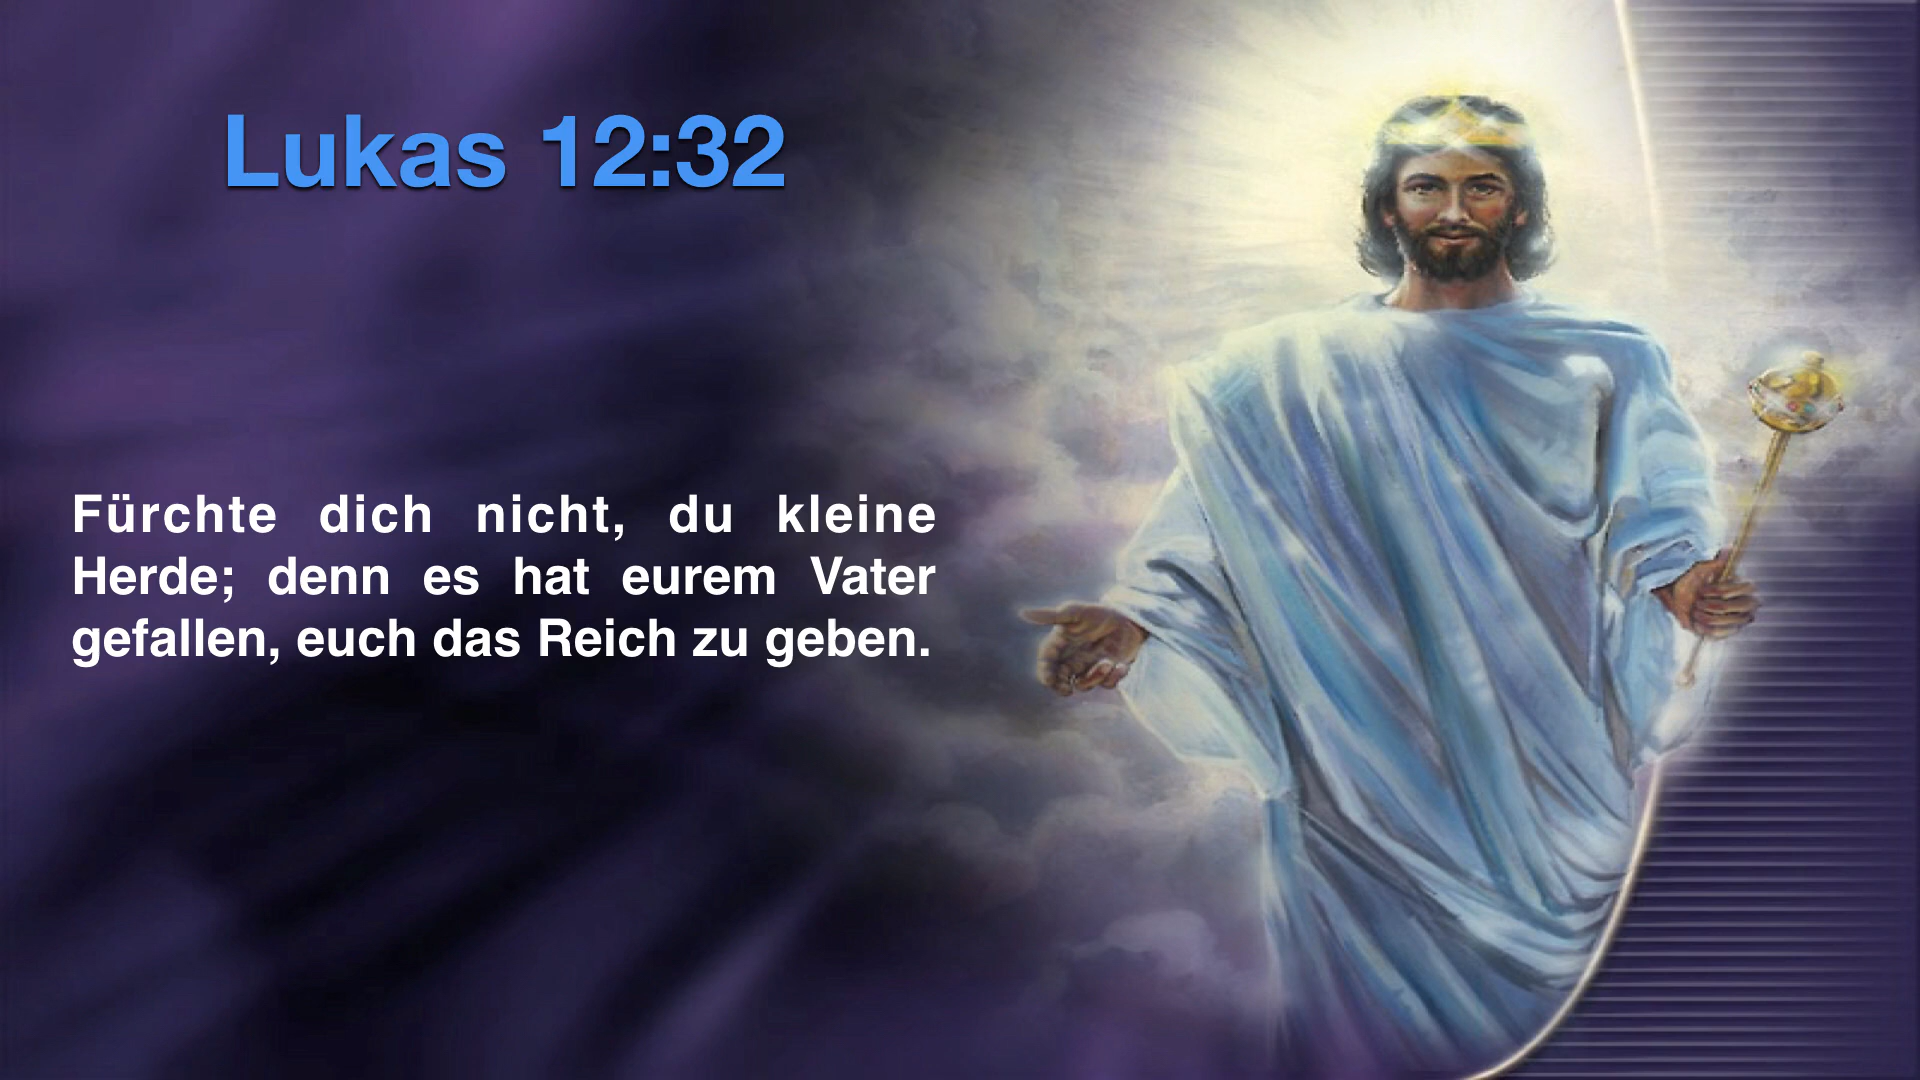 Lukas 12:32
Fürchte dich nicht, du kleine
Herde; denn es hat eurem Vater
gefallen, euch das Reich zu geben.